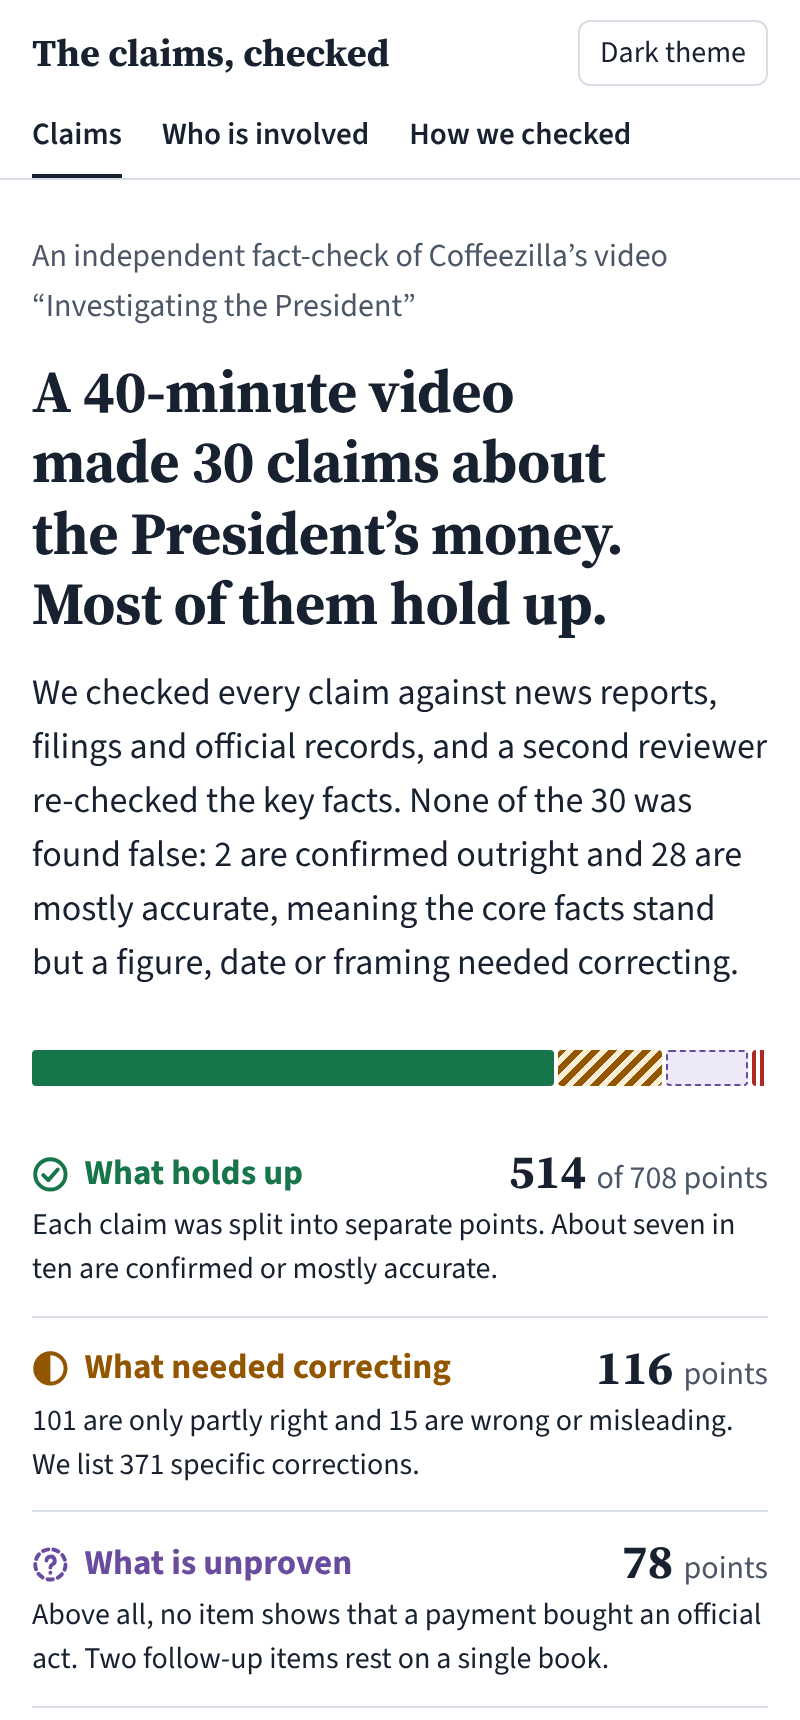 The claims, checked
Dark theme
Claims
Who is involved
How we checked
An independent fact-check of Coffeezilla’s video
“Investigating the President”
A 40-minute video
made 30 claims about
the President’s money.
Most of them hold up.
We checked every claim against news reports,
filings and official records, and a second reviewer
re-checked the key facts. None of the 30 was
found false: 2 are confirmed outright and 28 are
mostly accurate, meaning the core facts stand
but a figure, date or framing needed correcting.
What holds up
514 of 708 points
Each claim was split into separate points. About seven in
ten are confirmed or mostly accurate.
What needed correcting
116 points
101 are only partly right and 15 are wrong or misleading.
We list 371 specific corrections.
What is unproven
78 points
Above all, no item shows that a payment bought an official
act. Two follow-up items rest on a single book.